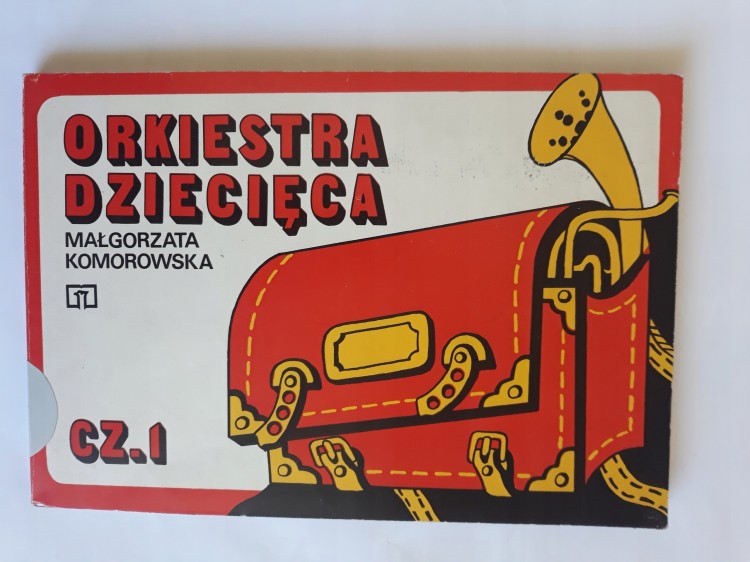 ORKIESTRA
DZIECIĘCA
MAŁGORZATA
KOMOROWSKA
CZ.I